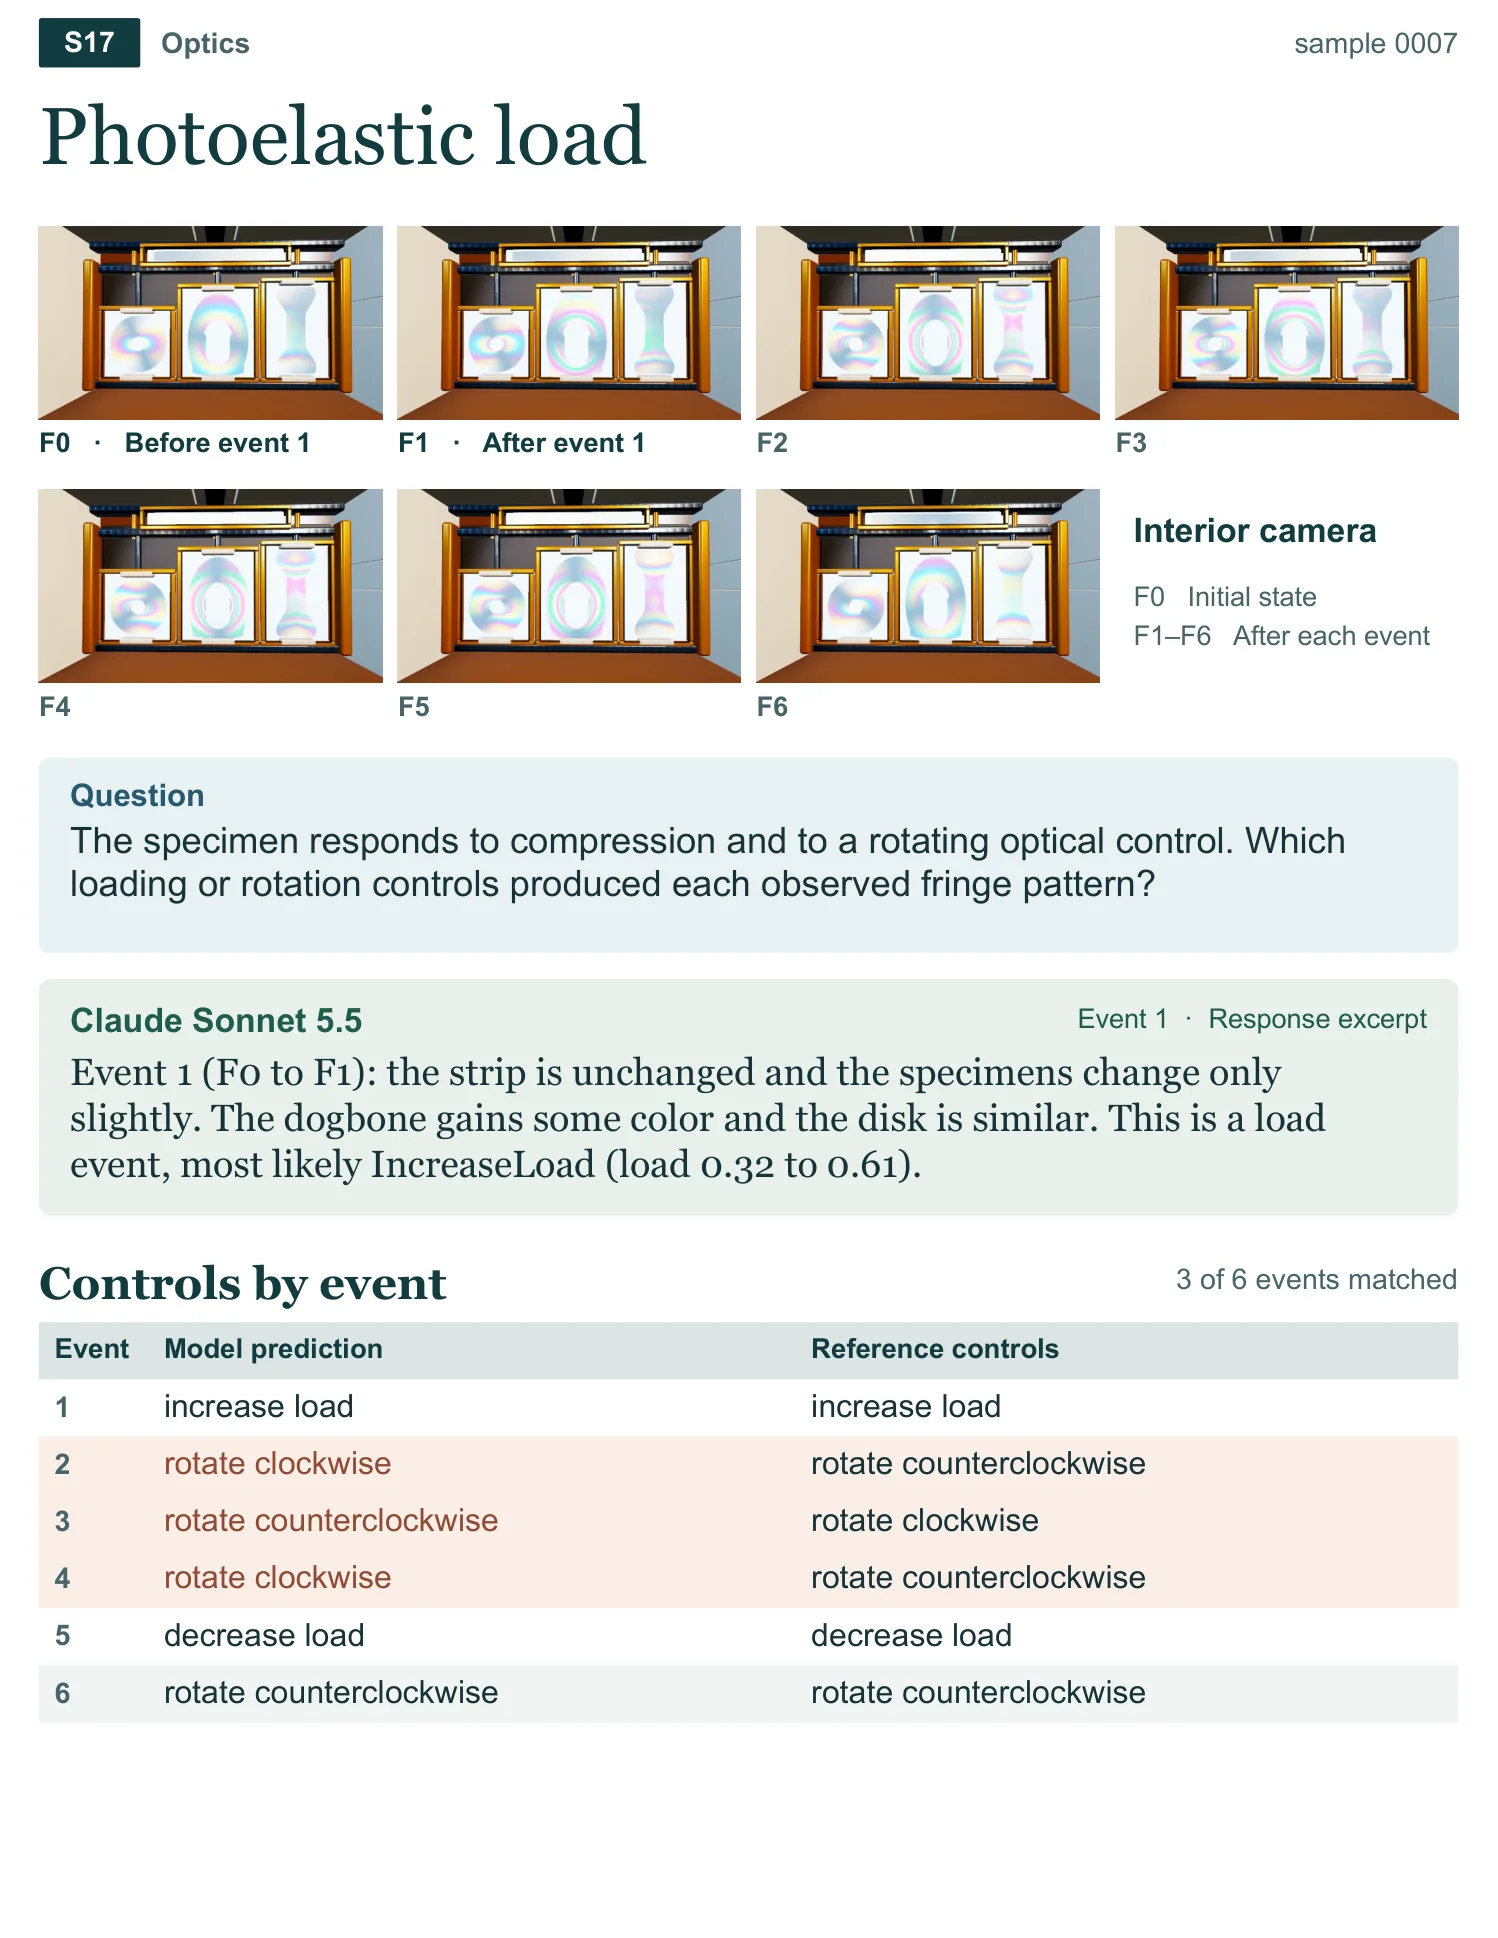 S17 Optics sample 0007
Photoelastic load
F0 · Before event 1 F1 · After event 1 F2 F3
Interior camera
F0 Initial state
F1–F6 After each event
F4 F5 F6
Question
The specimen responds to compression and to a rotating optical control. Which
loading or rotation controls produced each observed fringe pattern?
Claude Sonnet 5.5 Event 1 · Response excerpt
Event 1 (F0 to F1): the strip is unchanged and the specimens change only
slightly. The dogbone gains some color and the disk is similar. This is a load
event, most likely IncreaseLoad (load 0.32 to 0.61).
Controls by event 3 of 6 events matched
Event Model prediction Reference controls
1 increase load increase load
2 rotate clockwise rotate counterclockwise
3 rotate counterclockwise rotate clockwise
4 rotate clockwise rotate counterclockwise
5 decrease load decrease load
6 rotate counterclockwise rotate counterclockwise